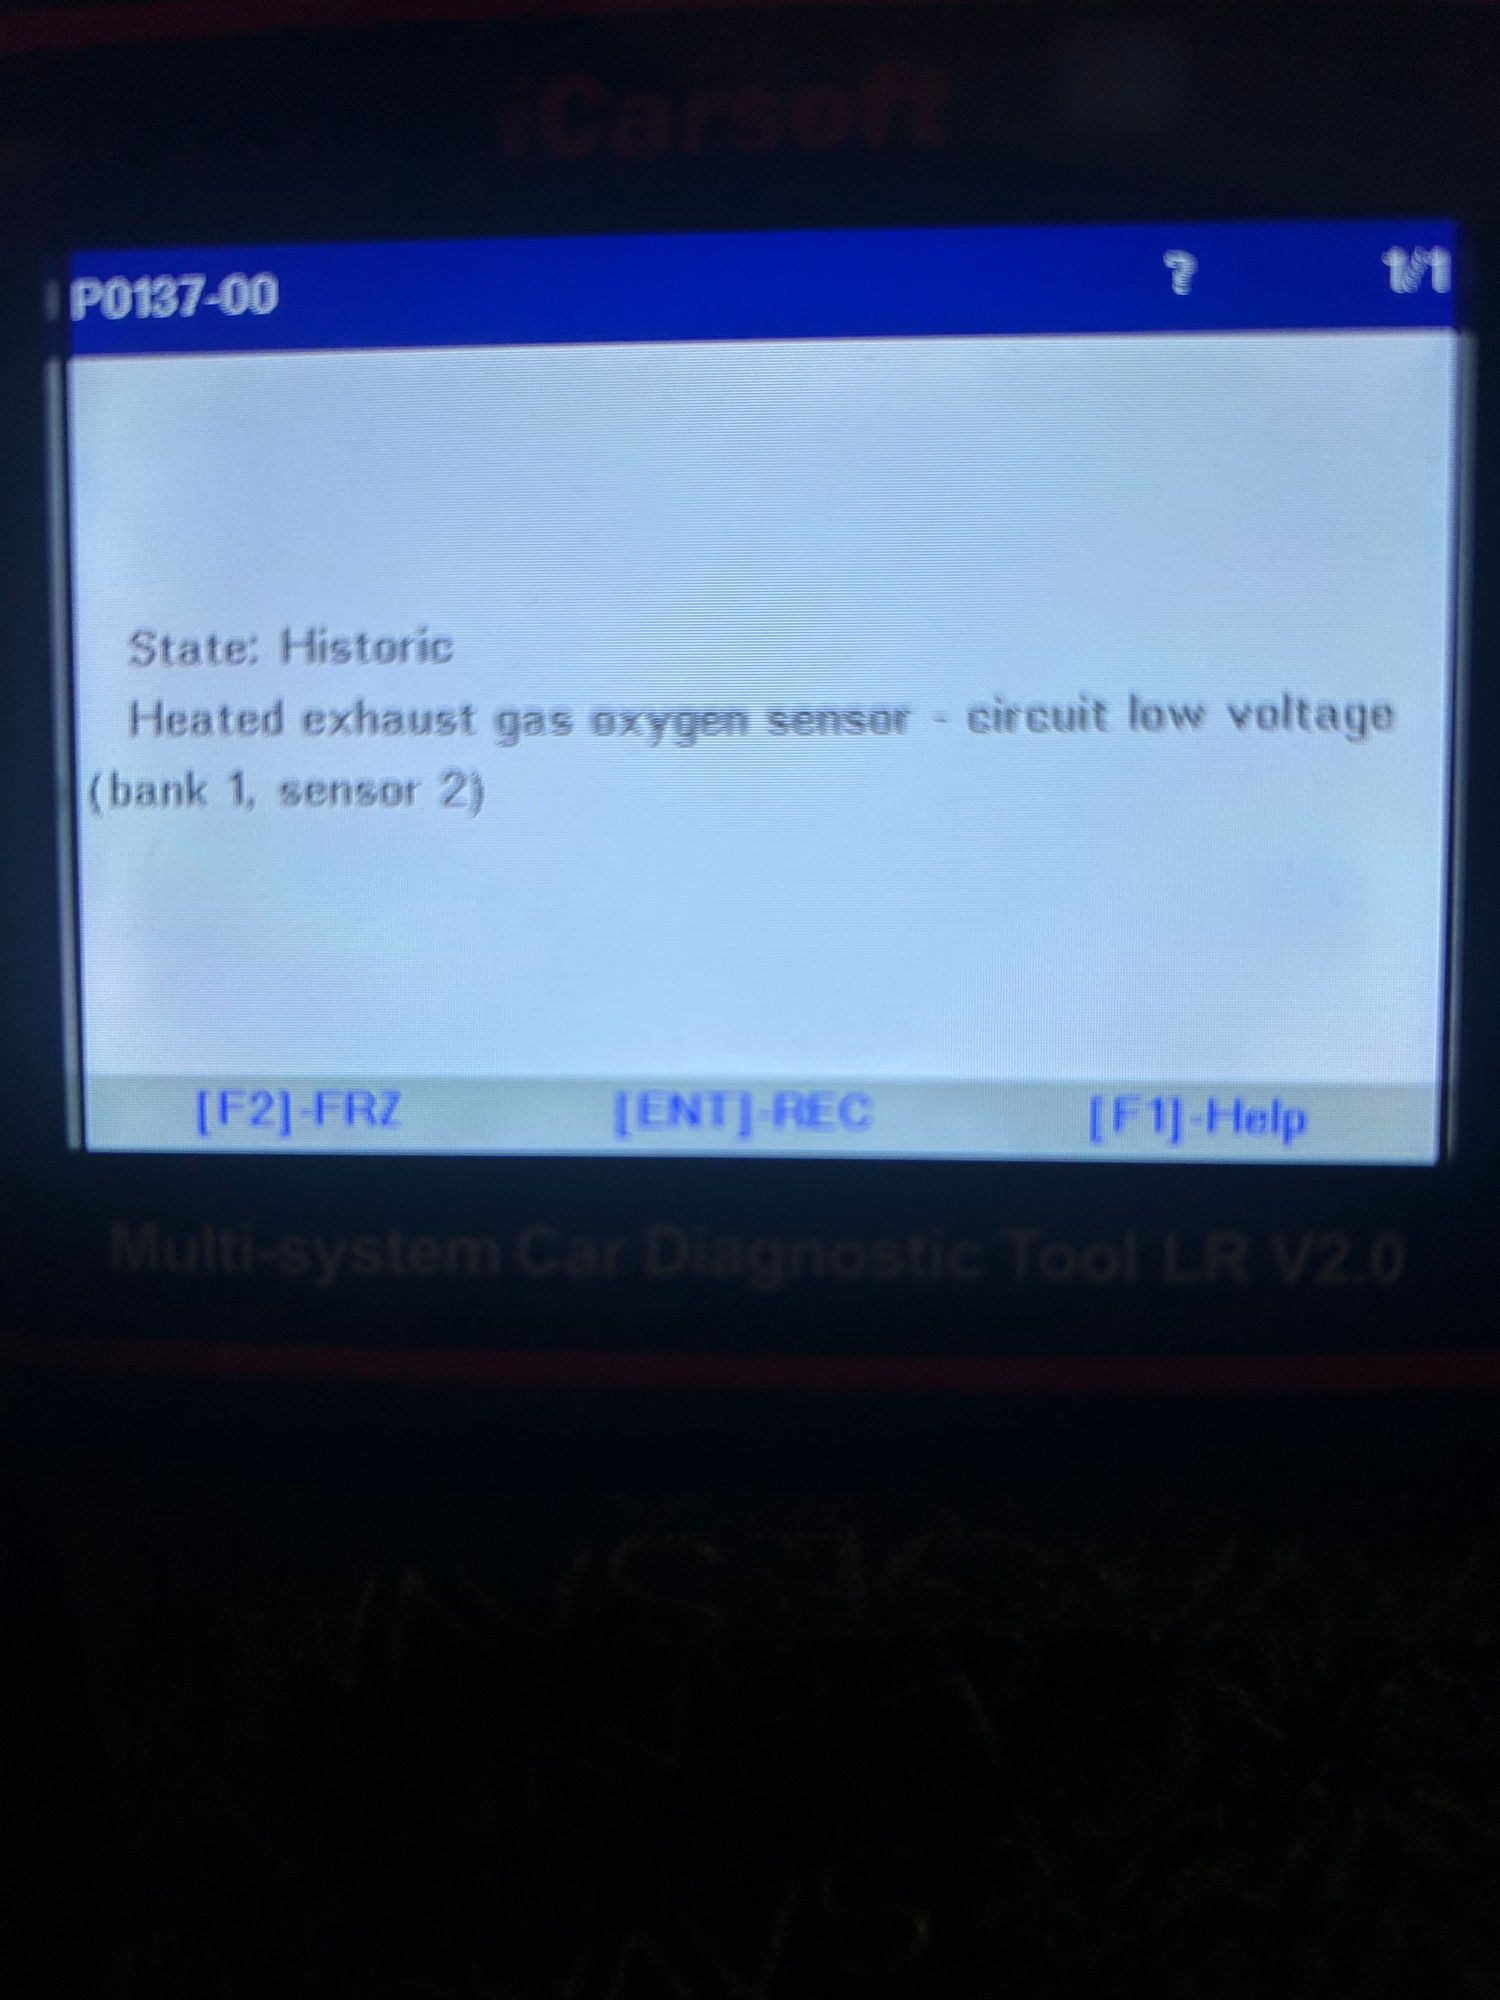 iCarsoft
P0137-00 ? 1/1
State: Historic
Heated exhaust gas oxygen sensor - circuit low voltage
(bank 1, sensor 2)
[F2]-FRZ [ENT]-REC [F1]-Help
Multi-system Car Diagnostic Tool LR V2.0